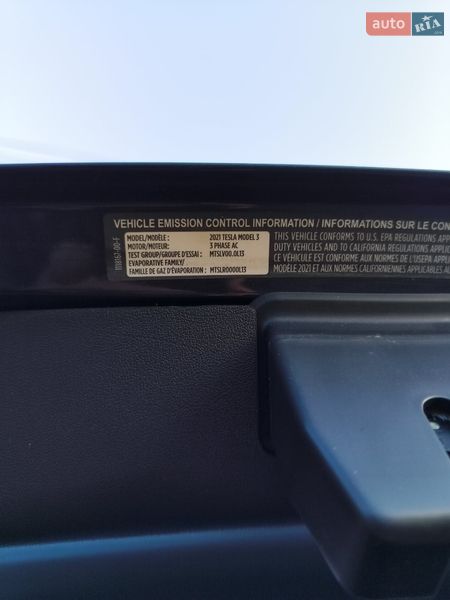 auto RIA
VEHICLE EMISSION CONTROL INFORMATION / INFORMATIONS SUR LE CON
MODEL/MODÈLE : 2021 TESLA MODEL 3
MOTOR/MOTEUR: 3 PHASE AC
TEST GROUP/GROUPE D'ESSAI : MTSLV00.0L13
EVAPORATIVE FAMILY/
FAMILLE DE GAZ D'ÉVAPORATION : MTSLR0000L13
THIS VEHICLE CONFORMS TO U.S. EPA REGULATIONS APP
DUTY VEHICLES AND TO CALIFORNIA REGULATIONS APP
CE VÉHICULE EST CONFORME AUX NORMES DE L'USEPA APPL
MODÈLE 2021 ET AUX NORMES CALIFORNIENNES APPLICABLES AU
1118167-00-F